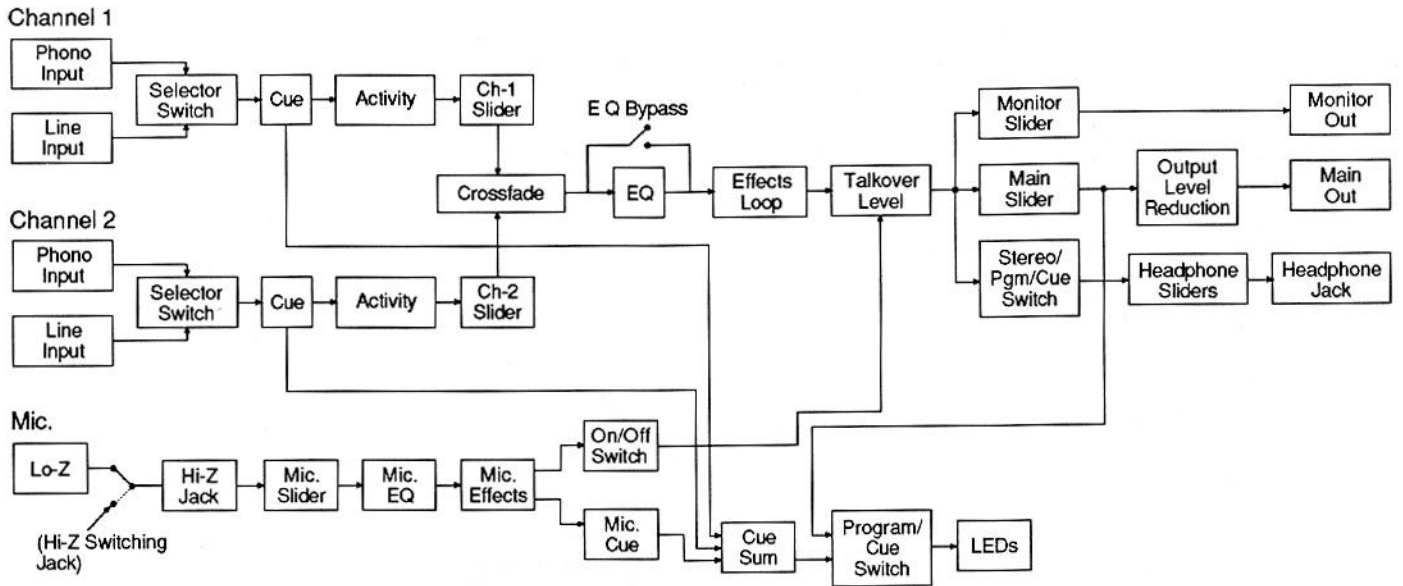 Channel 1
Phono
Input
Line
Input
Selector
Switch
Cue
Activity
Ch-1
Slider
Crossfade
E Q Bypass
EQ
Effects
Loop
Talkover
Level
Monitor
Slider
Monitor
Out
Main
Slider
Output
Level
Reduction
Main
Out
Stereo/
Pgm/Cue
Switch
Headphone
Sliders
Headphone
Jack
Channel 2
Phono
Input
Line
Input
Selector
Switch
Cue
Activity
Ch-2
Slider
Mic.
Lo-Z
(Hi-Z Switching
Jack)
Hi-Z
Jack
Mic.
Slider
Mic.
EQ
Mic.
Effects
On/Off
Switch
Mic.
Cue
Cue
Sum
Program/
Cue
Switch
LEDs